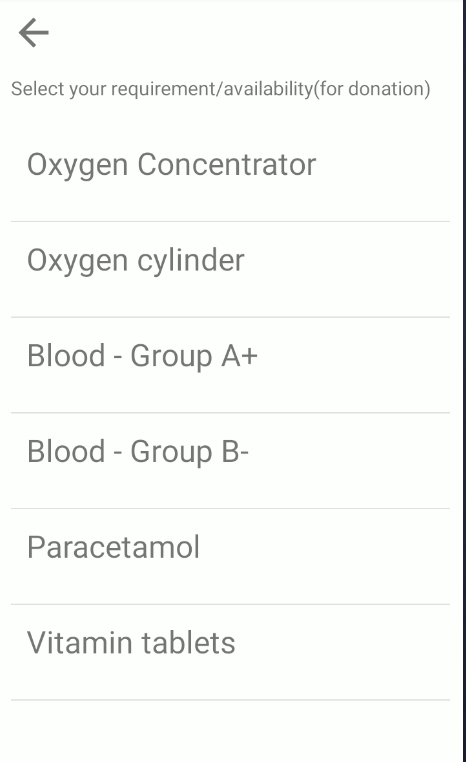 Select your requirement/availability(for donation)
Oxygen Concentrator
Oxygen cylinder
Blood - Group A+
Blood - Group B-
Paracetamol
Vitamin tablets